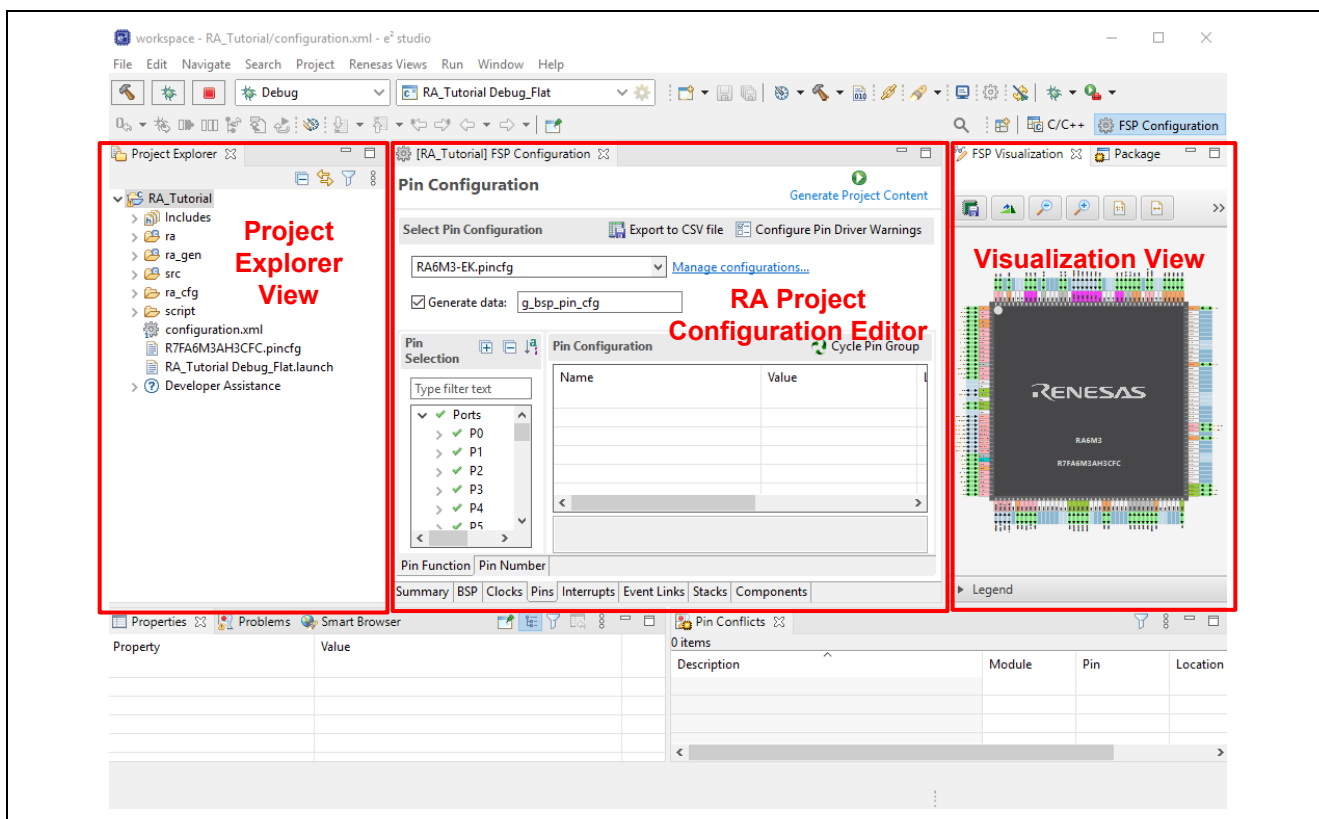 workspace - RA_Tutorial/configuration.xml - e² studio
File Edit Navigate Search Project Renesas Views Run Window Help
Debug
RA_Tutorial Debug_Flat
C/C++
FSP Configuration
Project Explorer
RA_Tutorial
Includes
ra
ra_gen
src
ra_cfg
script
configuration.xml
R7FA6M3AH3CFC.pincfg
RA_Tutorial Debug_Flat.launch
Developer Assistance
Project
Explorer
View
[RA_Tutorial] FSP Configuration
Pin Configuration
Generate Project Content
Select Pin Configuration
Export to CSV file
Configure Pin Driver Warnings
RA6M3-EK.pincfg
Manage configurations...
Generate data: g_bsp_pin_cfg
RA Project
Configuration Editor
Pin
Selection
Type filter text
Ports
P0
P1
P2
P3
P4
P5
Pin Configuration
Cycle Pin Group
Name Value
Pin Function Pin Number
Summary BSP Clocks Pins Interrupts Event Links Stacks Components
FSP Visualization
Package
Visualization View
RENESAS
RA6M3
R7FA6M3AH3CFC
Legend
Properties Problems Smart Browser
Property Value
Pin Conflicts
0 items
Description Module Pin Location